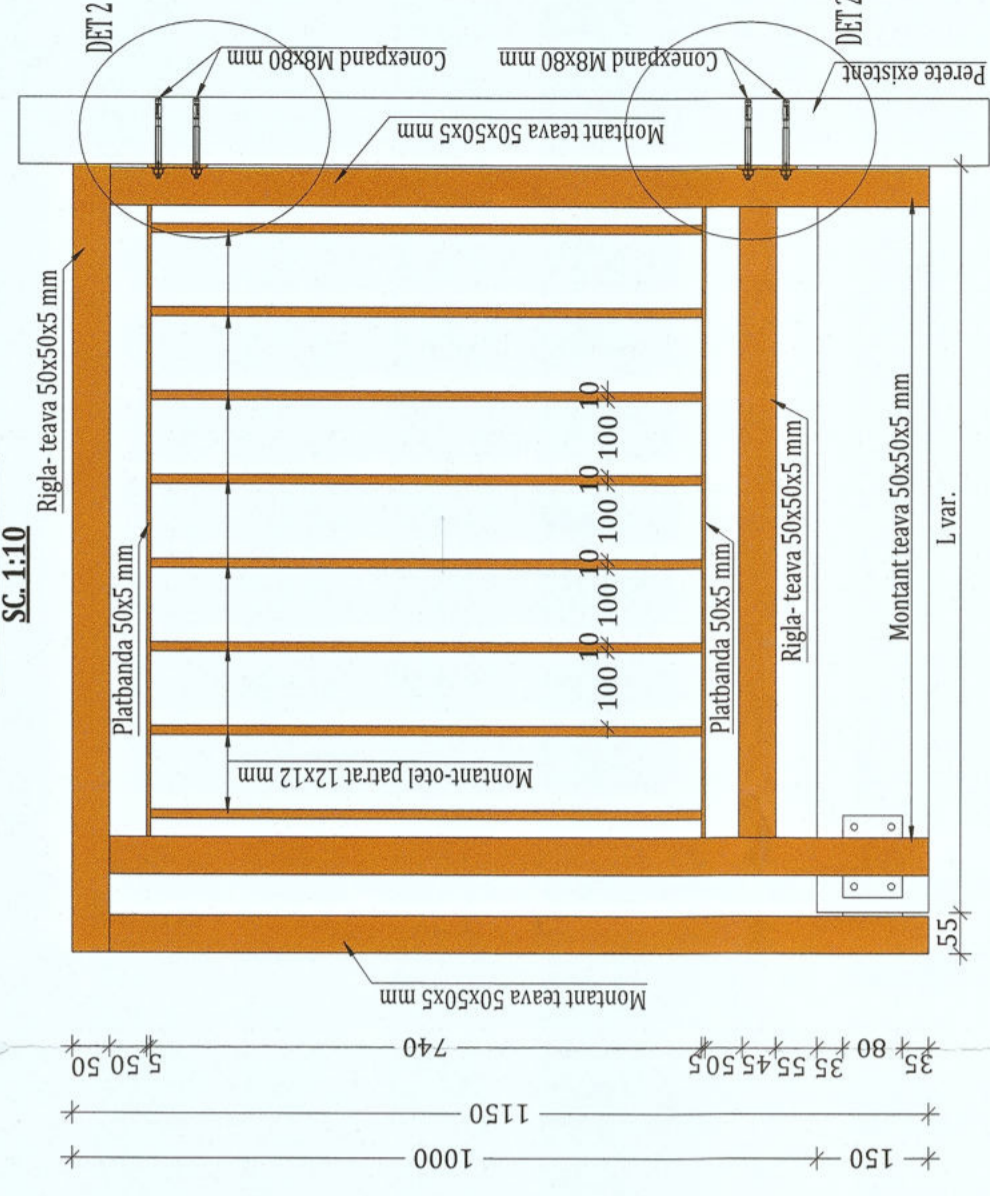 SC. 1:10
DET 2
DET 2
Conexpand M8x80 mm
Conexpand M8x80 mm
Perete existent
Montant teava 50x50x5 mm
Rigla- teava 50x50x5 mm
Platbanda 50x5 mm
10
100
10
100
10
100
10
100
Platbanda 50x5 mm
Rigla- teava 50x50x5 mm
Montant teava 50x50x5 mm
L var.
Montant-otel patrat 12x12 mm
55
Montant teava 50x50x5 mm
50
50
5
740
5
50
45
55
35
80
35
1150
1000
150